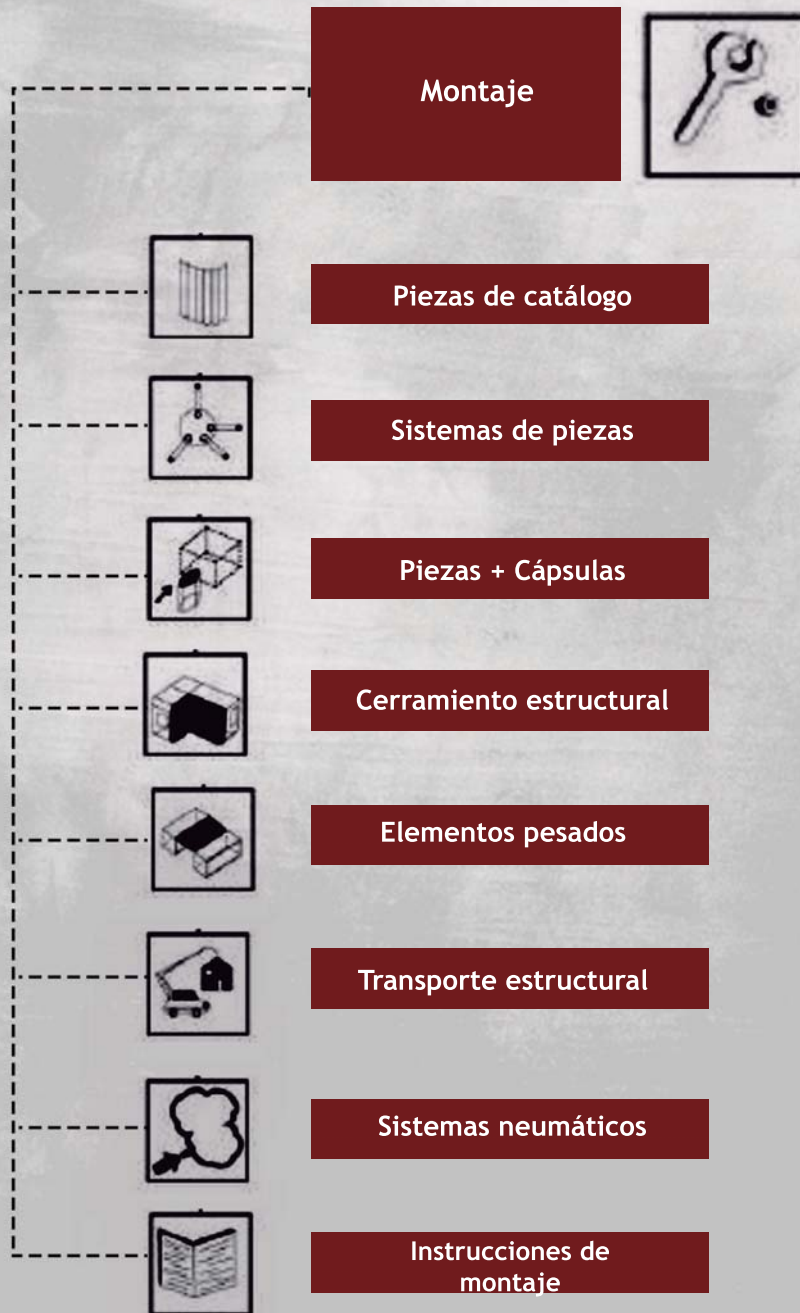 Montaje
Piezas de catálogo
Sistemas de piezas
Piezas + Cápsulas
Cerramiento estructural
Elementos pesados
Transporte estructural
Sistemas neumáticos
Instrucciones de
montaje